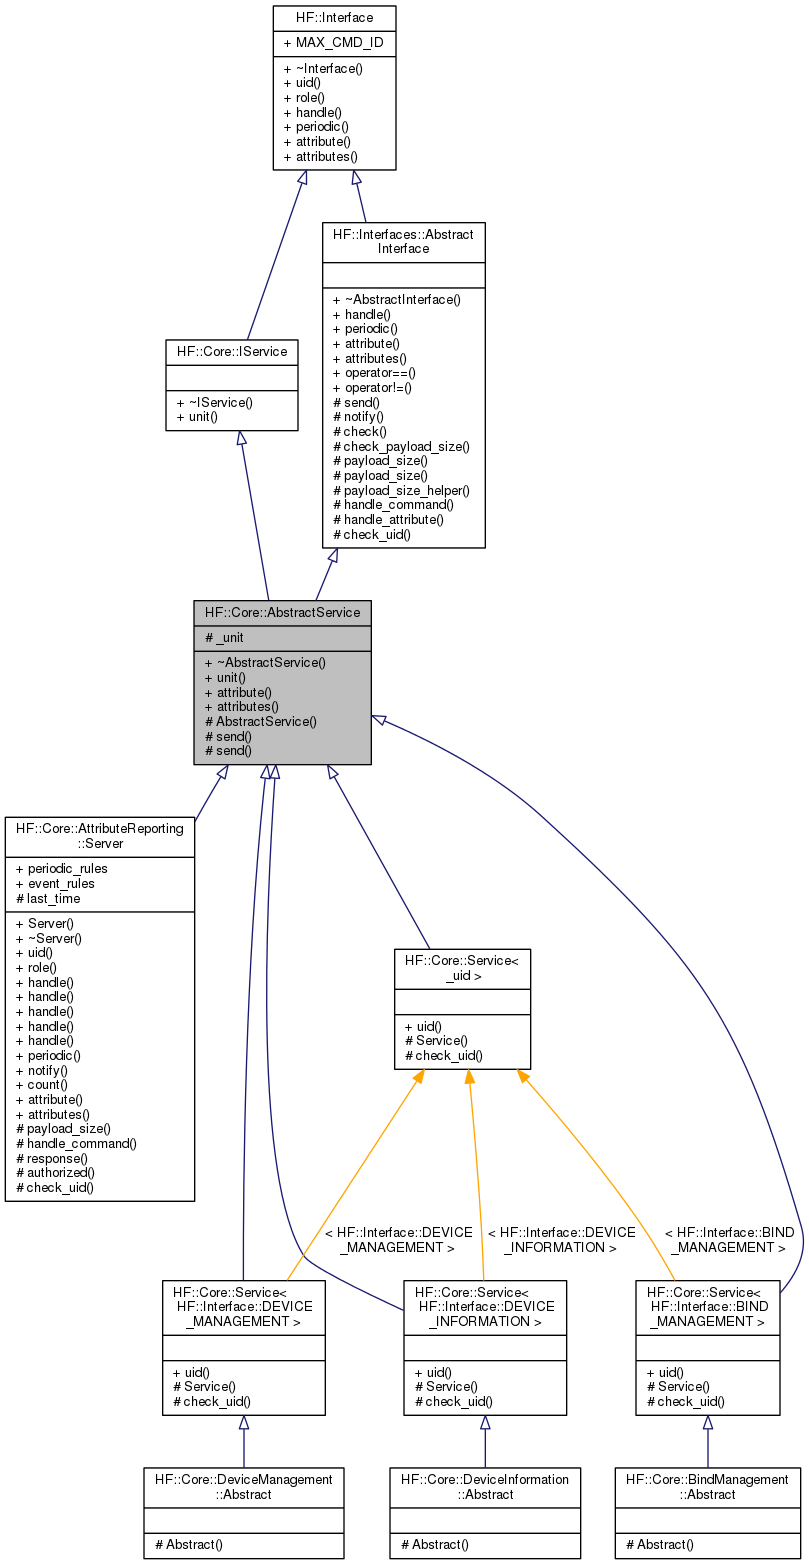 HF::Interface
+ MAX_CMD_ID
+ ~Interface()
+ uid()
+ role()
+ handle()
+ periodic()
+ attribute()
+ attributes()
HF::Interfaces::Abstract
Interface
+ ~AbstractInterface()
+ handle()
+ periodic()
+ attribute()
+ attributes()
+ operator==()
+ operator!=()
# send()
# notify()
# check()
# check_payload_size()
# payload_size()
# payload_size()
# payload_size_helper()
# handle_command()
# handle_attribute()
# check_uid()
HF::Core::IService
+ ~IService()
+ unit()
HF::Core::AbstractService
# _unit
+ ~AbstractService()
+ unit()
+ attribute()
+ attributes()
# AbstractService()
# send()
# send()
HF::Core::AttributeReporting
::Server
+ periodic_rules
+ event_rules
# last_time
+ Server()
+ ~Server()
+ uid()
+ role()
+ handle()
+ handle()
+ handle()
+ handle()
+ handle()
+ periodic()
+ notify()
+ count()
+ attribute()
+ attributes()
# payload_size()
# handle_command()
# response()
# authorized()
# check_uid()
HF::Core::Service<
_uid >
+ uid()
# Service()
# check_uid()
< HF::Interface::DEVICE
_MANAGEMENT >
< HF::Interface::DEVICE
_INFORMATION >
< HF::Interface::BIND
_MANAGEMENT >
HF::Core::Service<
HF::Interface::DEVICE
_MANAGEMENT >
+ uid()
# Service()
# check_uid()
HF::Core::Service<
HF::Interface::DEVICE
_INFORMATION >
+ uid()
# Service()
# check_uid()
HF::Core::Service<
HF::Interface::BIND
_MANAGEMENT >
+ uid()
# Service()
# check_uid()
HF::Core::DeviceManagement
::Abstract
# Abstract()
HF::Core::DeviceInformation
::Abstract
# Abstract()
HF::Core::BindManagement
::Abstract
# Abstract()